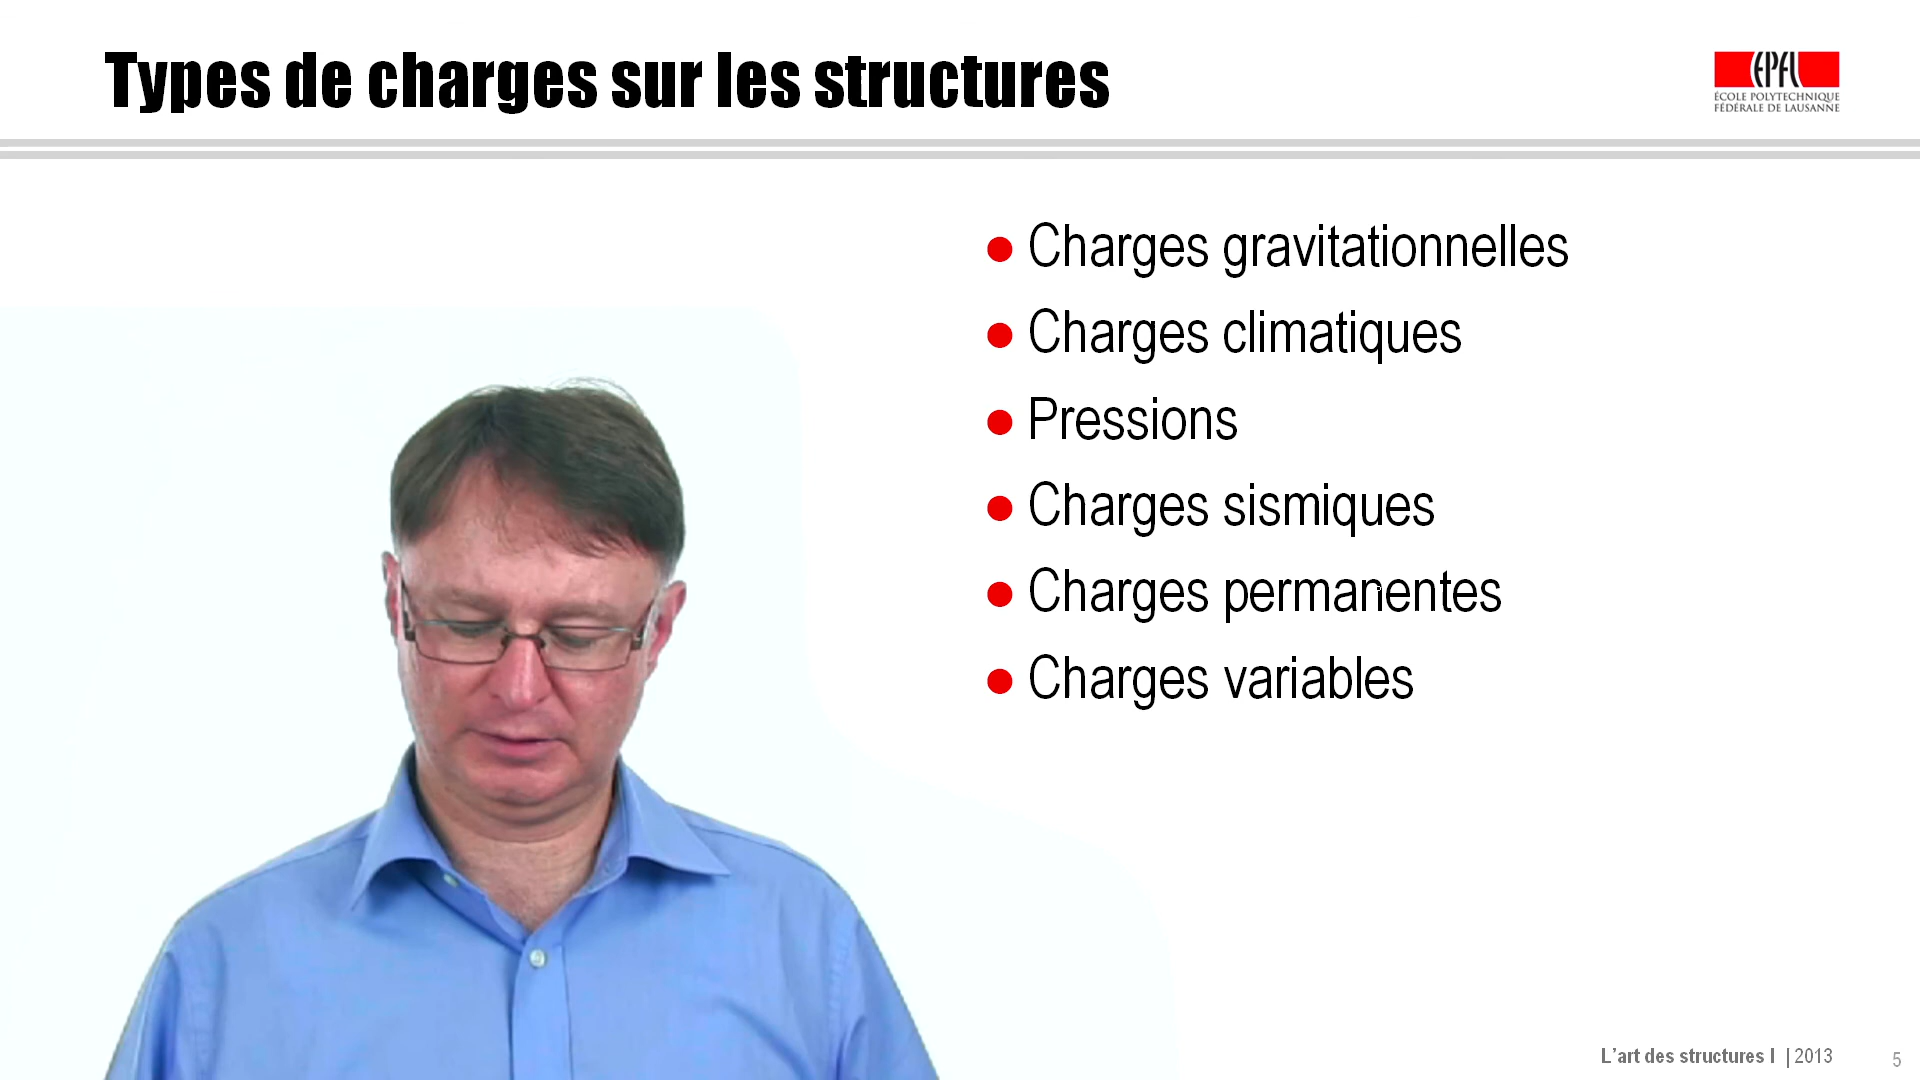 Types de charges sur les structures
EPFL
ÉCOLE POLYTECHNIQUE
FÉDÉRALE DE LAUSANNE
● Charges gravitationnelles
● Charges climatiques
● Pressions
● Charges sismiques
● Charges permanentes
● Charges variables
L'art des structures I | 2013 5